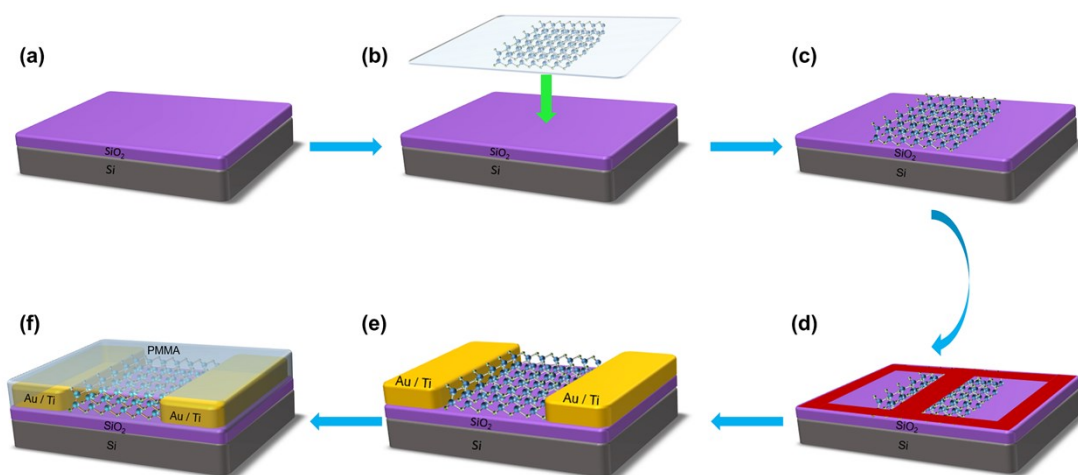 (a)
SiO₂
Si
(b)
SiO₂
Si
(c)
SiO₂
Si
(f)
PMMA
Au / Ti
Au / Ti
SiO₂
Si
(e)
Au / Ti
Au / Ti
SiO₂
Si
(d)
SiO₂
Si